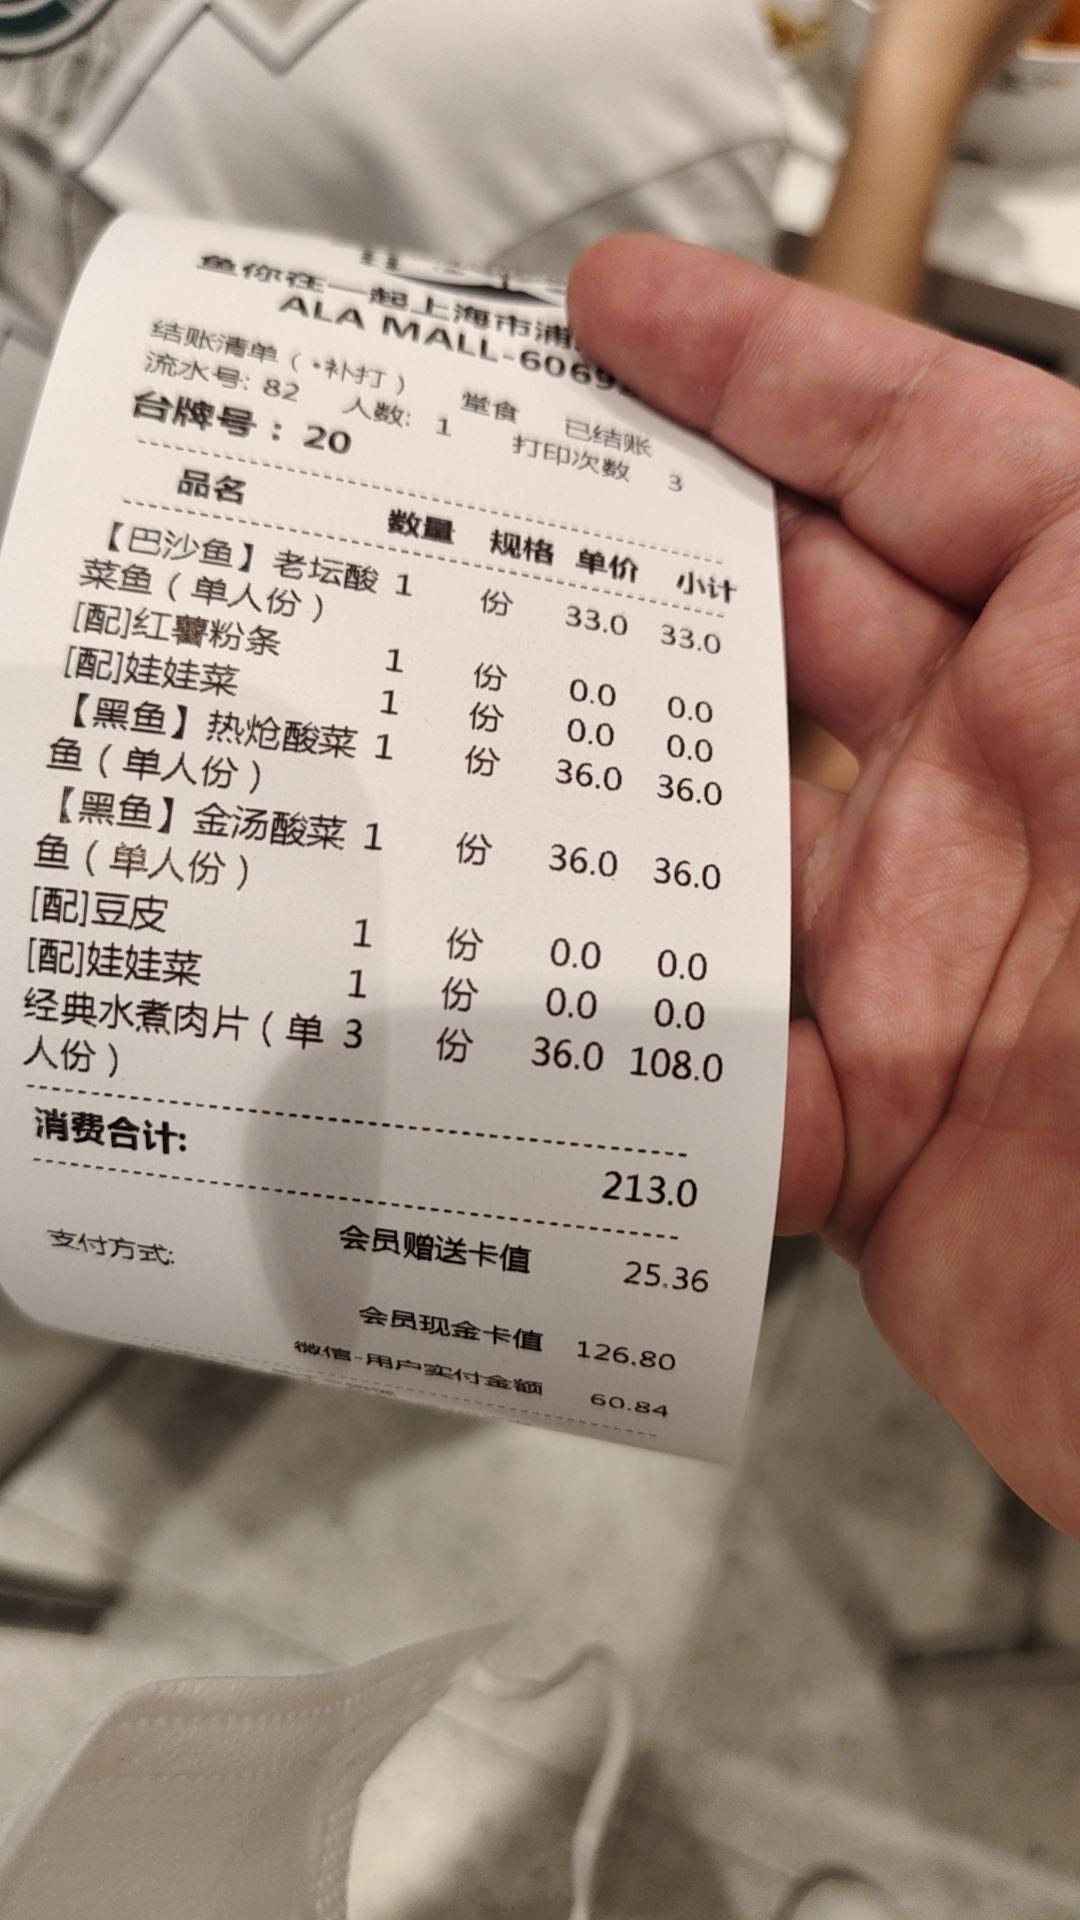 鱼你在一起上海市浦
ALA MALL-6069
结账清单（·补打） 堂食 已结账
流水号: 82 人数: 1 打印次数 3
台牌号：20
品名 数量 规格 单价 小计
【巴沙鱼】老坛酸 1 份 33.0 33.0
菜鱼（单人份）
[配]红薯粉条 1 份 0.0 0.0
[配]娃娃菜 1 份 0.0 0.0
【黑鱼】热炝酸菜 1 份 36.0 36.0
鱼（单人份）
【黑鱼】金汤酸菜 1 份 36.0 36.0
鱼（单人份）
[配]豆皮 1 份 0.0 0.0
[配]娃娃菜 1 份 0.0 0.0
经典水煮肉片（单 3 份 36.0 108.0
人份）
消费合计: 213.0
支付方式: 会员赠送卡值 25.36
会员现金卡值 126.80
微信-用户实付金额 60.84